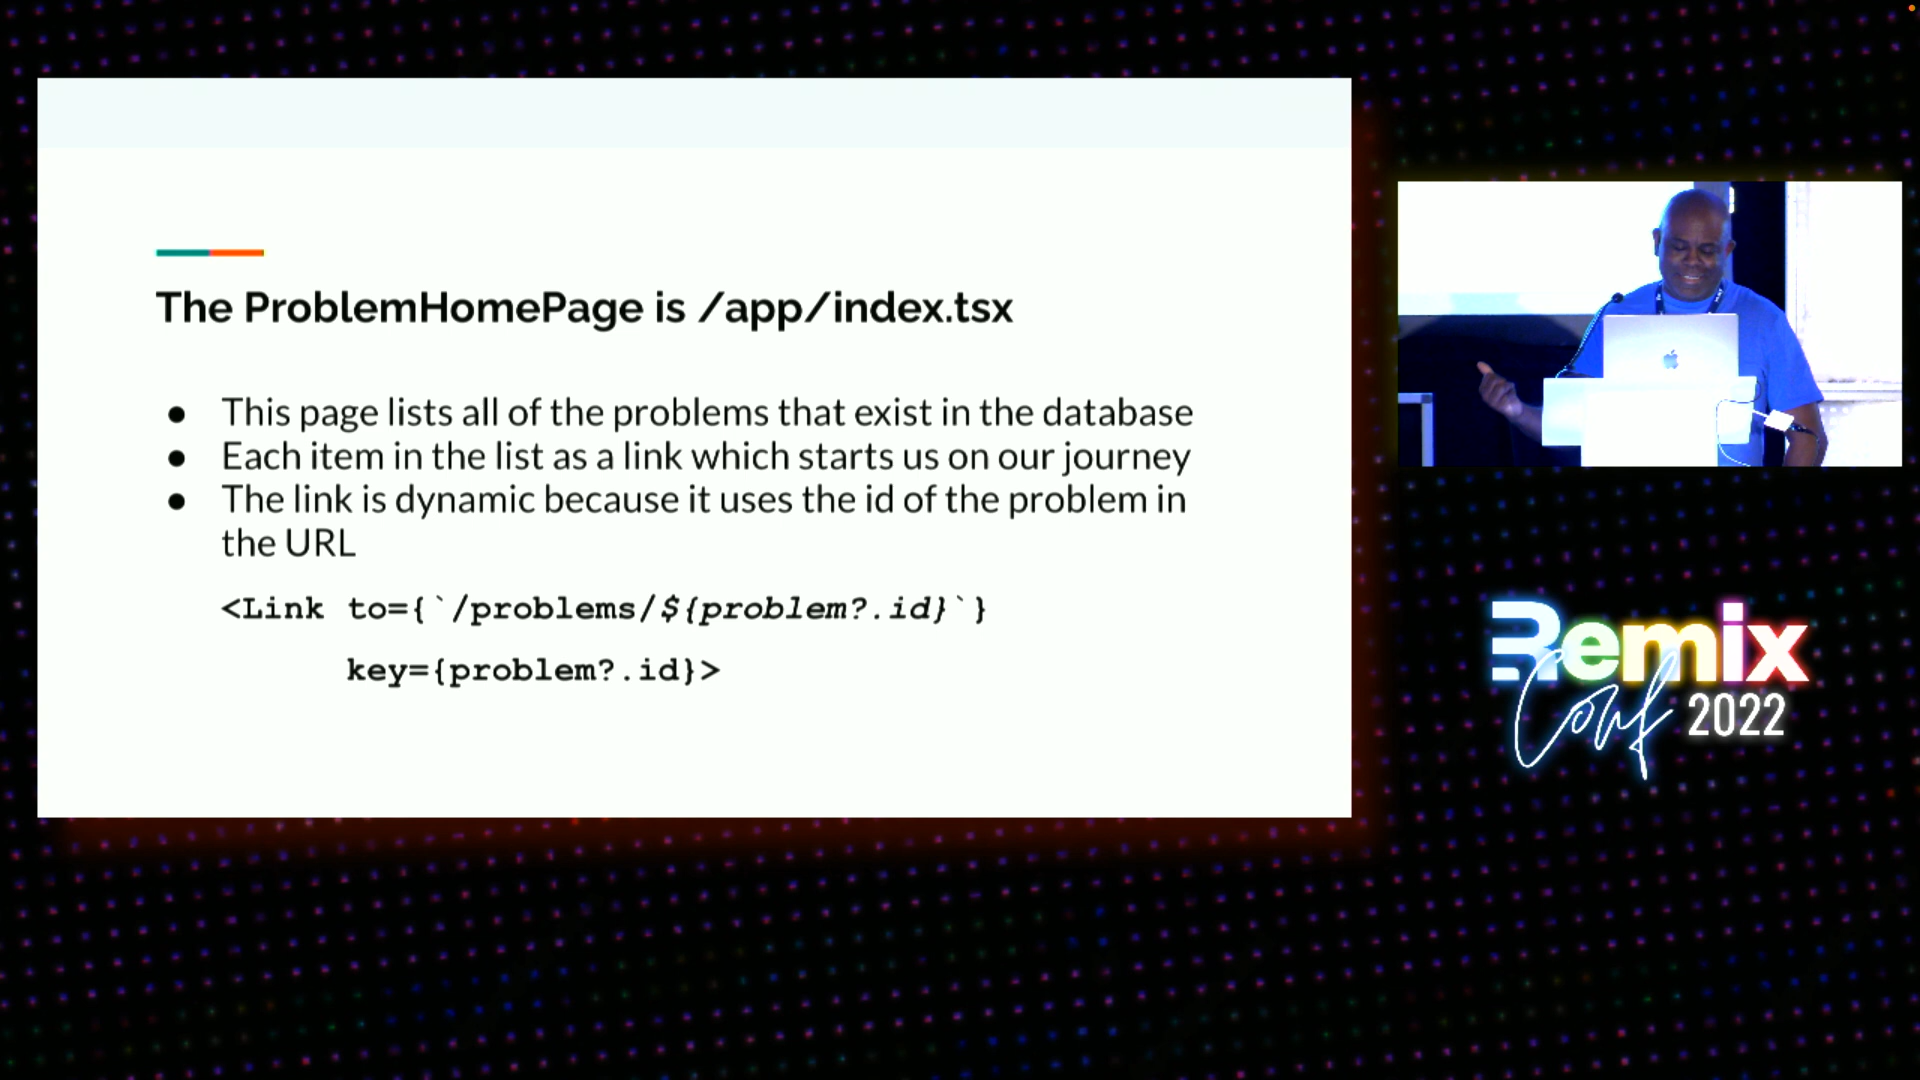 The ProblemHomePage is /app/index.tsx
● This page lists all of the problems that exist in the database
● Each item in the list as a link which starts us on our journey
● The link is dynamic because it uses the id of the problem in
the URL
<Link to={`/problems/${problem?.id}`}
key={problem?.id}>
Remix
Conf 2022